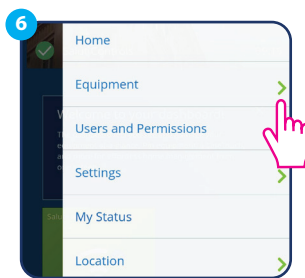 6
Home
Equipment
Users and Permissions
Settings
My Status
Location